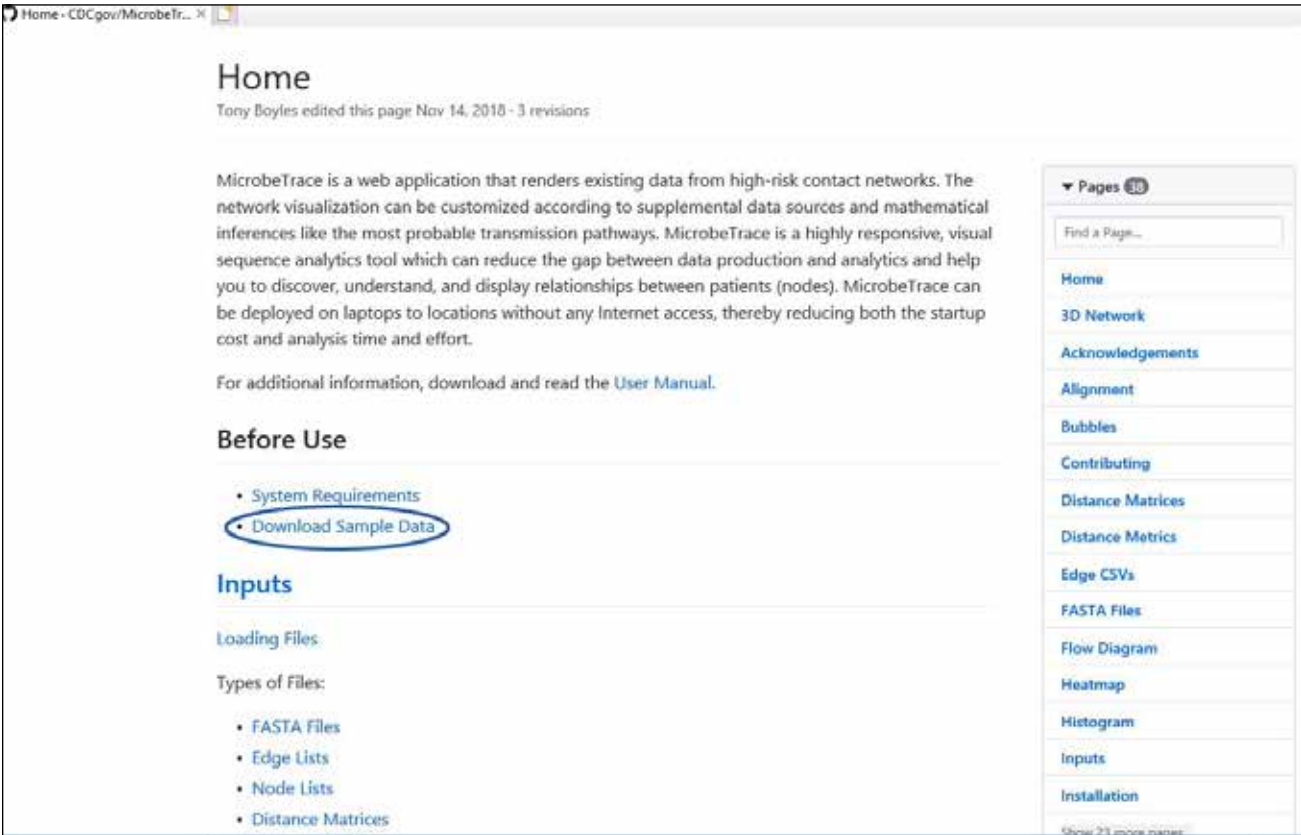 Home - CDCgov/MicrobeTr...
Home
Tony Boyles edited this page Nov 14, 2018 · 3 revisions
MicrobeTrace is a web application that renders existing data from high-risk contact networks. The
network visualization can be customized according to supplemental data sources and mathematical
inferences like the most probable transmission pathways. MicrobeTrace is a highly responsive, visual
sequence analytics tool which can reduce the gap between data production and analytics and help
you to discover, understand, and display relationships between patients (nodes). MicrobeTrace can
be deployed on laptops to locations without any Internet access, thereby reducing both the startup
cost and analysis time and effort.
For additional information, download and read the User Manual.
Before Use
• System Requirements
• Download Sample Data
Inputs
Loading Files
Types of Files:
• FASTA Files
• Edge Lists
• Node Lists
• Distance Matrices
Pages
Find a Page...
Home
3D Network
Acknowledgements
Alignment
Bubbles
Contributing
Distance Matrices
Distance Metrics
Edge CSVs
FASTA Files
Flow Diagram
Heatmap
Histogram
Inputs
Installation
Show 23 more pages